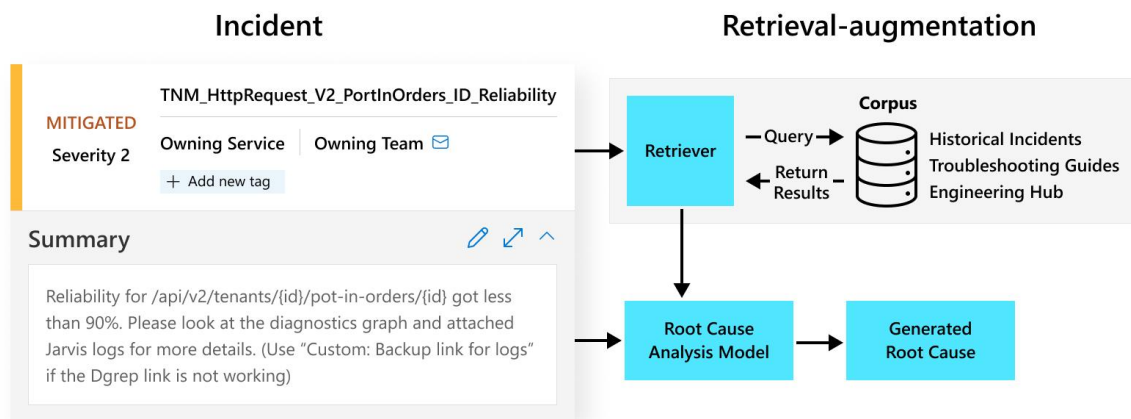 Incident
Retrieval-augmentation
MITIGATED
Severity 2
TNM_HttpRequest_V2_PortInOrders_ID_Reliability
Owning Service
Owning Team
+ Add new tag
Summary
Reliability for /api/v2/tenants/{id}/pot-in-orders/{id} got less
than 90%. Please look at the diagnostics graph and attached
Jarvis logs for more details. (Use “Custom: Backup link for logs”
if the Dgrep link is not working)
Retriever
Query
Return
Results
Corpus
Historical Incidents
Troubleshooting Guides
Engineering Hub
Root Cause
Analysis Model
Generated
Root Cause